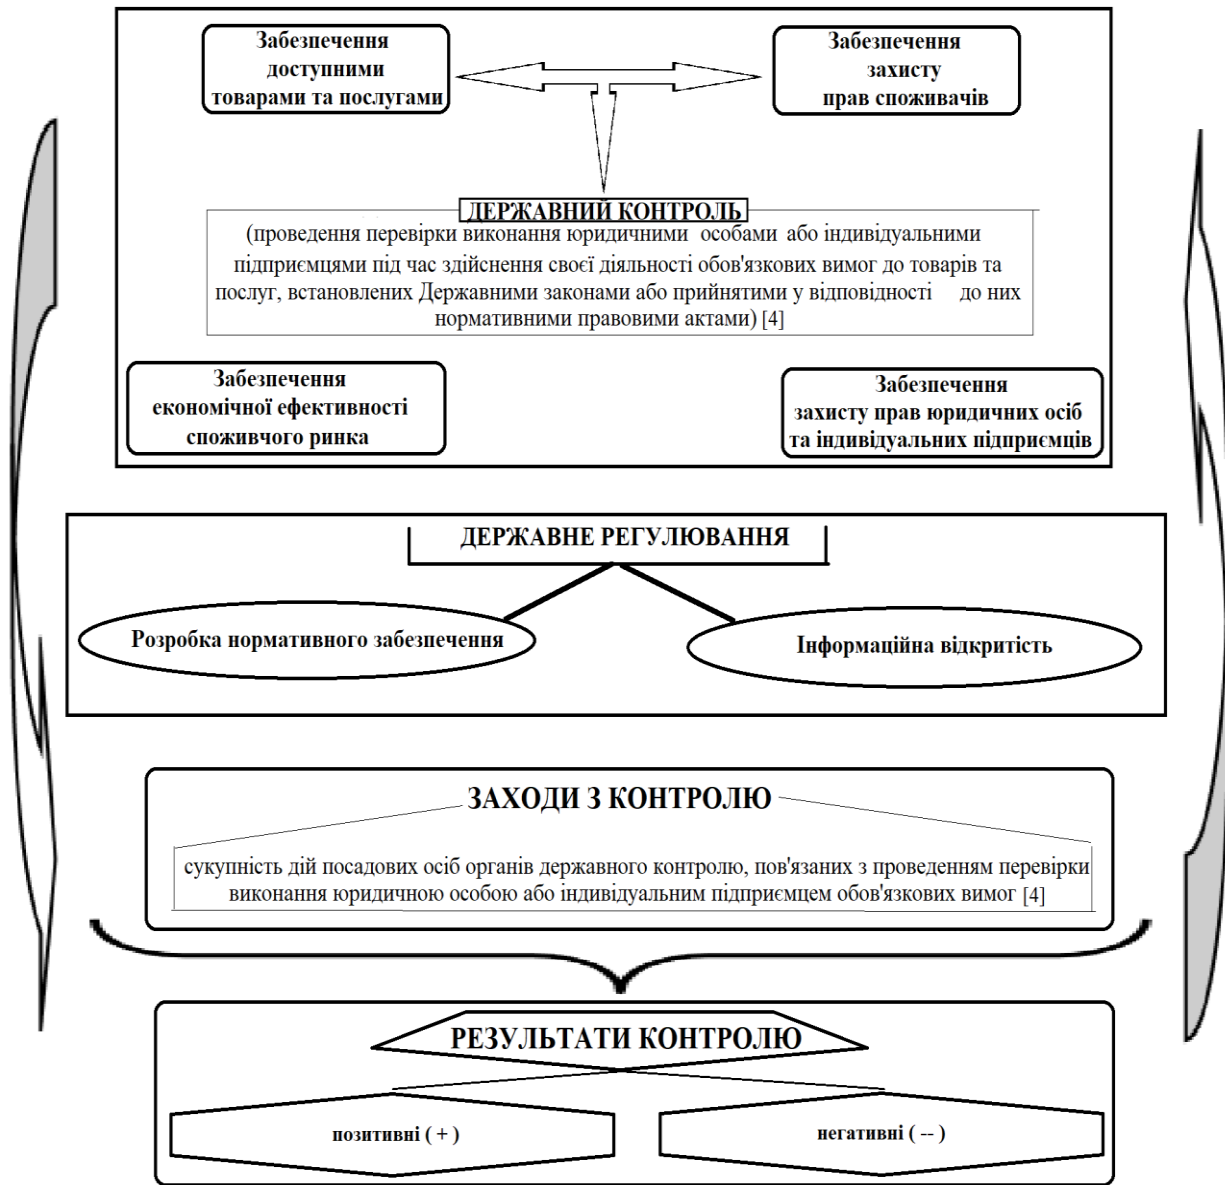 Забезпечення
доступними
товарами та послугами
Забезпечення
захисту
прав споживачів
ДЕРЖАВНИЙ КОНТРОЛЬ
(проведення перевірки виконання юридичними особами або індивідуальними
підприємцями під час здійснення своєї діяльності обов'язкових вимог до товарів та
послуг, встановлених Державними законами або прийнятими у відповідності до них
нормативними правовими актами) [4]
Забезпечення
економічної ефективності
споживчого ринка
Забезпечення
захисту прав юридичних осіб
та індивідуальних підприємців
ДЕРЖАВНЕ РЕГУЛЮВАННЯ
Розробка нормативного забезпечення
Інформаційна відкритість
ЗАХОДИ З КОНТРОЛЮ
сукупність дій посадових осіб органів державного контролю, пов'язаних з проведенням перевірки
виконання юридичною особою або індивідуальним підприємцем обов'язкових вимог [4]
РЕЗУЛЬТАТИ КОНТРОЛЮ
позитивні ( + )
негативні ( -- )